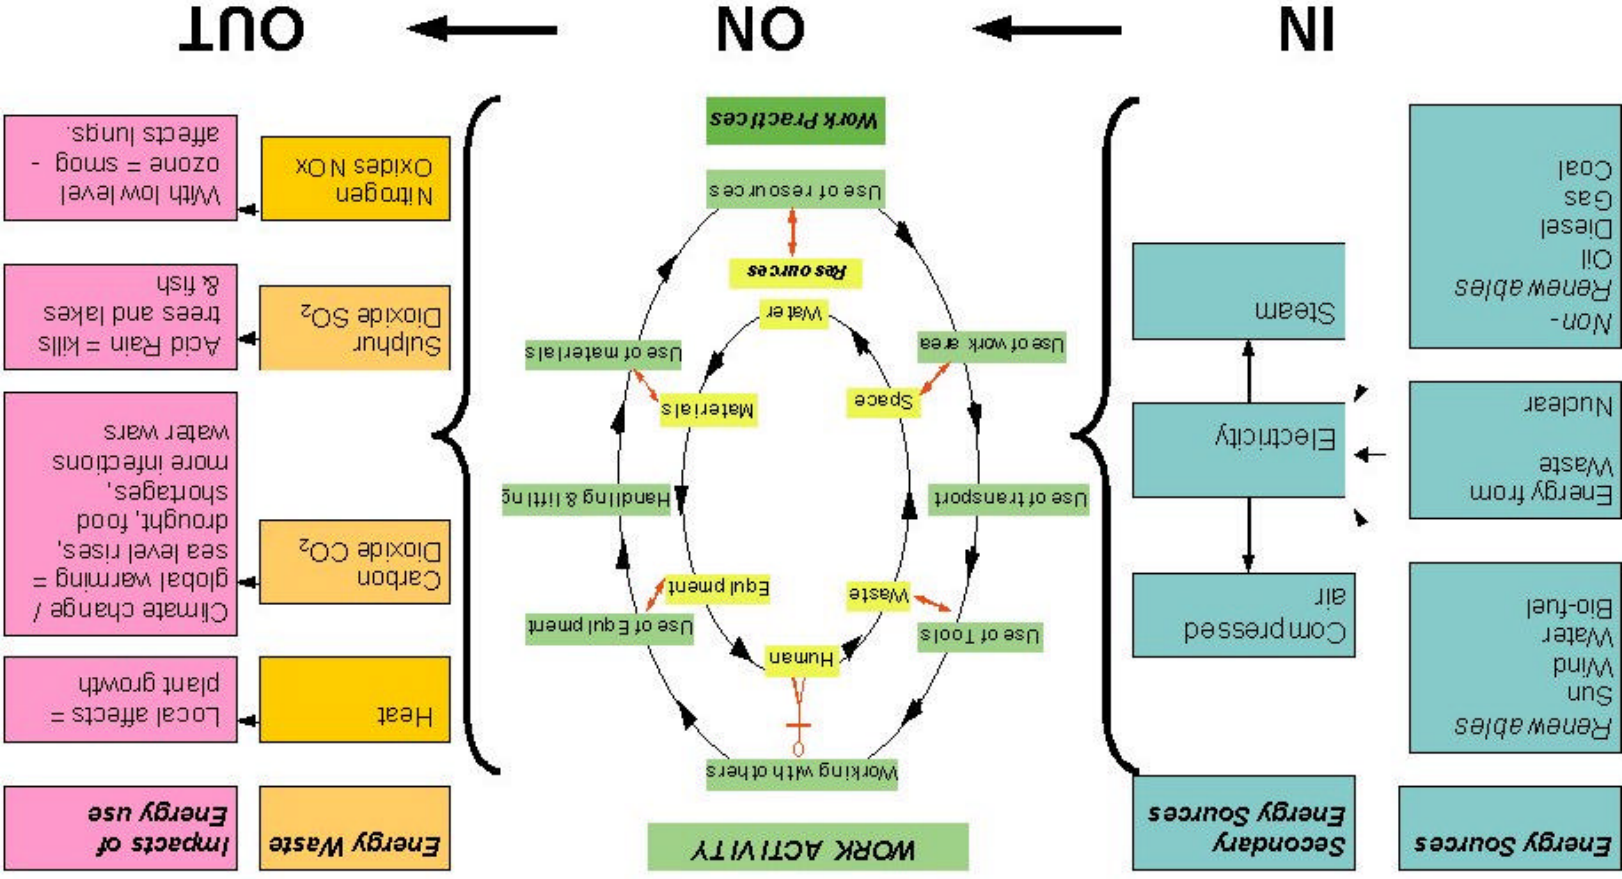 Energy Sources
Secondary
Energy Sources
WORK ACTIVITY
Energy Waste
Impacts of
Energy use
Renewables
Sun
Wind
Water
Bio-fuel
Energy from
Waste
Nuclear
Non-
Renewables
Oil
Diesel
Gas
Coal
Compressed
air
Electricity
Steam
Working with others
Human
Use of Tools
Waste
Use of transport
Use of work area
Space
Use of Equipment
Equipment
Handling & lifting
Materials
Use of materials
Water
Resources
Use of resources
Work Practices
Heat
Local affects =
plant growth
Carbon
Dioxide CO₂
Climate change /
global warming =
sea level rises,
drought, food
shortages,
more infections
water wars
Sulphur
Dioxide SO₂
Acid Rain = kills
trees and lakes
& fish
Nitrogen
Oxides NOx
With low level
ozone = smog -
affects lungs.
IN
ON
OUT